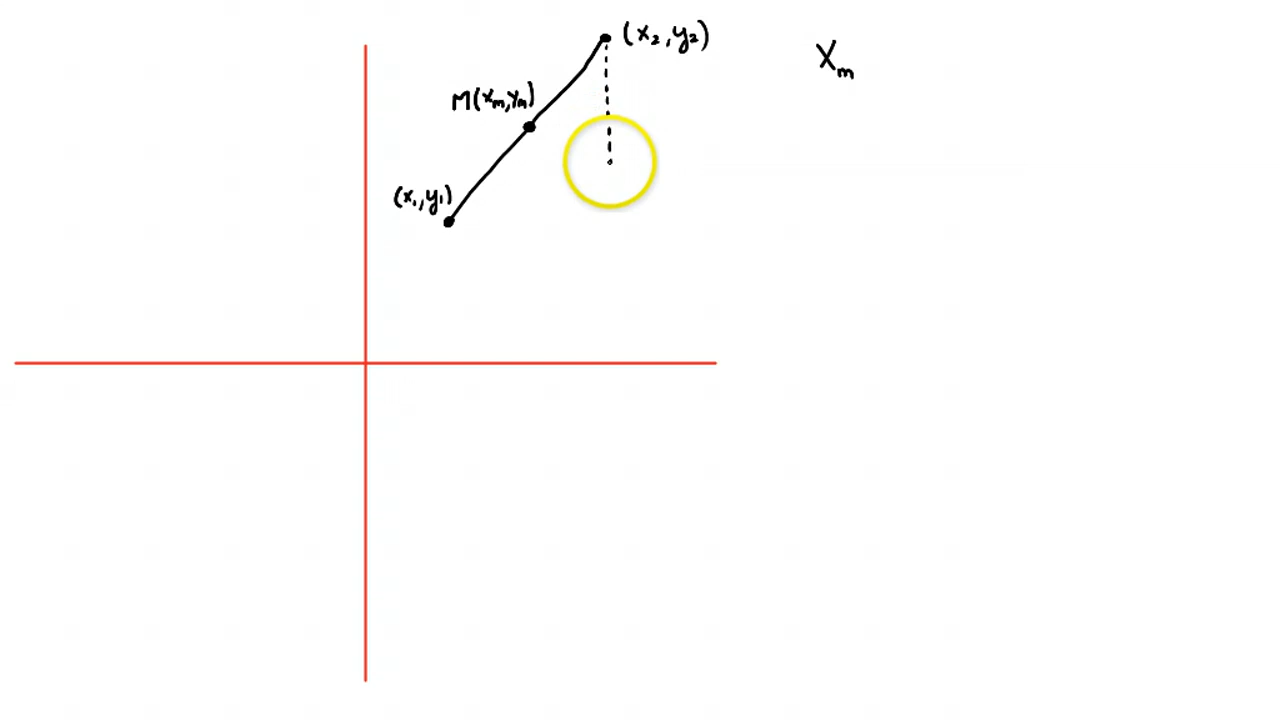 (x₂,y₂)
Xₘ
M(xₘ,yₘ)
(x₁,y₁)